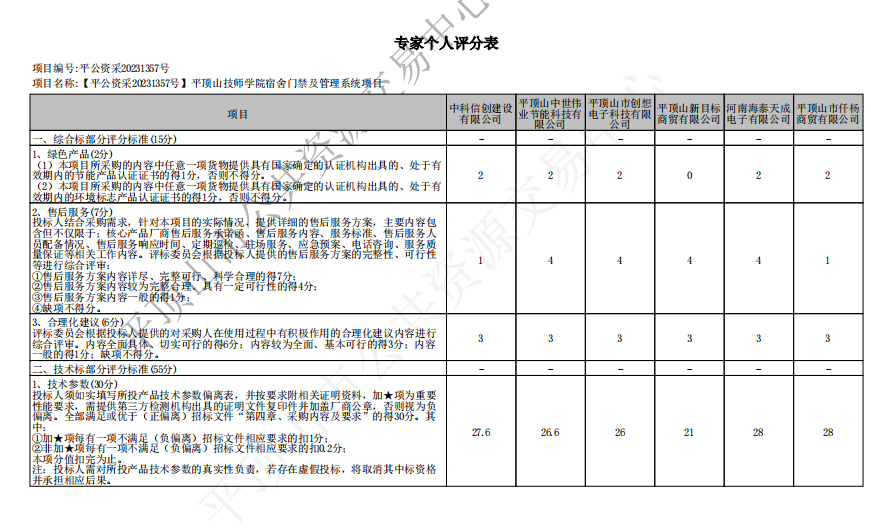 专家个人评分表
项目编号:平公资采20231357号
项目名称:【平公资采20231357号】平顶山技师学院宿舍门禁及管理系统项目
项目 中科信创建设有限公司 平顶山中世伟业节能科技有限公司 平顶山市创想电子科技有限公司 平顶山新目标商贸有限公司 河南海泰天成电子有限公司 平顶山市仟杨商贸有限公司
一、综合标部分评分标准(15分) – – – – – –
1、绿色产品(2分)
(1)本项目所采购的内容中任意一项货物提供具有国家确定的认证机构出具的、处于有
效期内的节能产品认证证书的得1分,否则不得分。
(2)本项目所采购的内容中任意一项货物提供具有国家确定的认证机构出具的、处于有
效期内的环境标志产品认证证书的得1分,否则不得分。
2 2 2 0 2 2
2、售后服务(7分)
投标人结合采购需求,针对本项目的实际情况,提供详细的售后服务方案,主要内容包
含但不仅限于:核心产品厂商售后服务承诺函、售后服务内容、服务标准、售后服务人
员配备情况、售后服务响应时间、定期巡检、驻场服务、应急预案、电话咨询、服务质
量保证等相关工作内容。评标委员会根据投标人提供的售后服务方案的完整性、可行性
等进行综合评审:
①售后服务方案内容详尽、完整可行、科学合理的得7分;
②售后服务方案内容较为完整合理、具有一定可行性的得4分;
③售后服务方案内容一般的得1分;
④缺项不得分。
1 4 4 4 4 1
3、合理化建议(6分)
评标委员会根据投标人提供的对采购人在使用过程中有积极作用的合理化建议内容进行
综合评审。内容全面具体、切实可行的得6分;内容较为全面、基本可行的得3分;内容
一般的得1分;缺项不得分。
3 3 3 3 3 3
二、技术标部分评分标准(55分) – – – – – –
1、技术参数(30分)
投标人须如实填写所投产品技术参数偏离表,并按要求附相关证明资料,加★项为重要
性能要求,需提供第三方检测机构出具的证明文件复印件并加盖厂商公章,否则视为负
偏离。全部满足或优于(正偏离)招标文件“第四章、采购内容及要求”的得30分。其
中:
①加★项每有一项不满足(负偏离)招标文件相应要求的扣1分;
②非加★项每有一项不满足(负偏离)招标文件相应要求的扣0.2分;
本项分值扣完为止。
注:投标人需对所投产品技术参数的真实性负责,若存在虚假投标,将取消其中标资格
并承担相应后果。
27.6 26.6 26 21 28 28
平顶山市公共资源交易中心
平顶山市公共资源交易中心